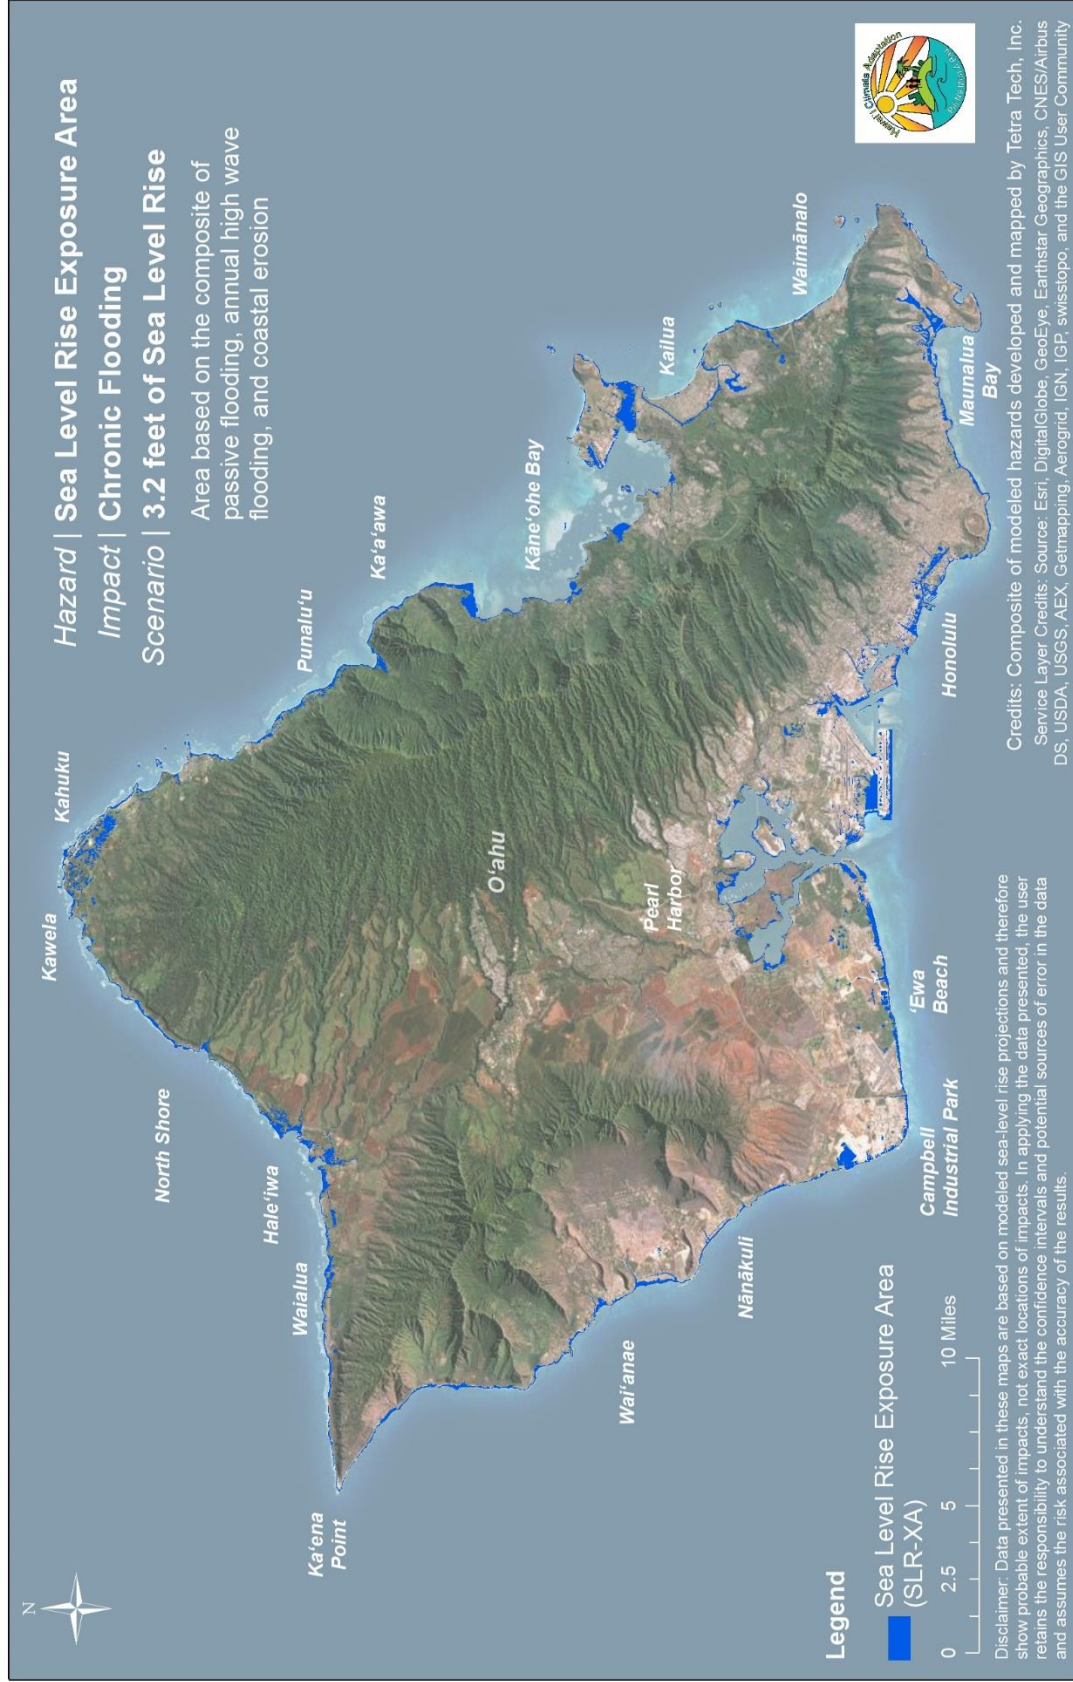 N
Hazard | Sea Level Rise Exposure Area
Impact | Chronic Flooding
Scenario | 3.2 feet of Sea Level Rise
Area based on the composite of
passive flooding, annual high wave
flooding, and coastal erosion
Kawela
Kahuku
Punalu‘u
Ka‘a‘awa
North Shore
Hale‘iwa
Waialua
Ka‘ena
Point
Kāne‘ohe Bay
Kailua
Waimānalo
O‘ahu
Pearl
Harbor
Wai‘anae
Nānākuli
Campbell
Industrial Park
‘Ewa
Beach
Honolulu
Maunalua
Bay
Hawai‘i Climate Adaptation
Legend
Sea Level Rise Exposure Area
(SLR-XA)
0 2.5 5 10 Miles
Disclaimer: Data presented in these maps are based on modeled sea-level rise projections and therefore
show probable extent of impacts, not exact locations of impacts. In applying the data presented, the user
retains the responsibility to understand the confidence intervals and potential sources of error in the data
and assumes the risk associated with the accuracy of the results.
Credits: Composite of modeled hazards developed and mapped by Tetra Tech, Inc.
Service Layer Credits: Source: Esri, DigitalGlobe, GeoEye, Earthstar Geographics, CNES/Airbus
DS, USDA, USGS, AEX, Getmapping, Aerogrid, IGN, IGP, swisstopo, and the GIS User Community